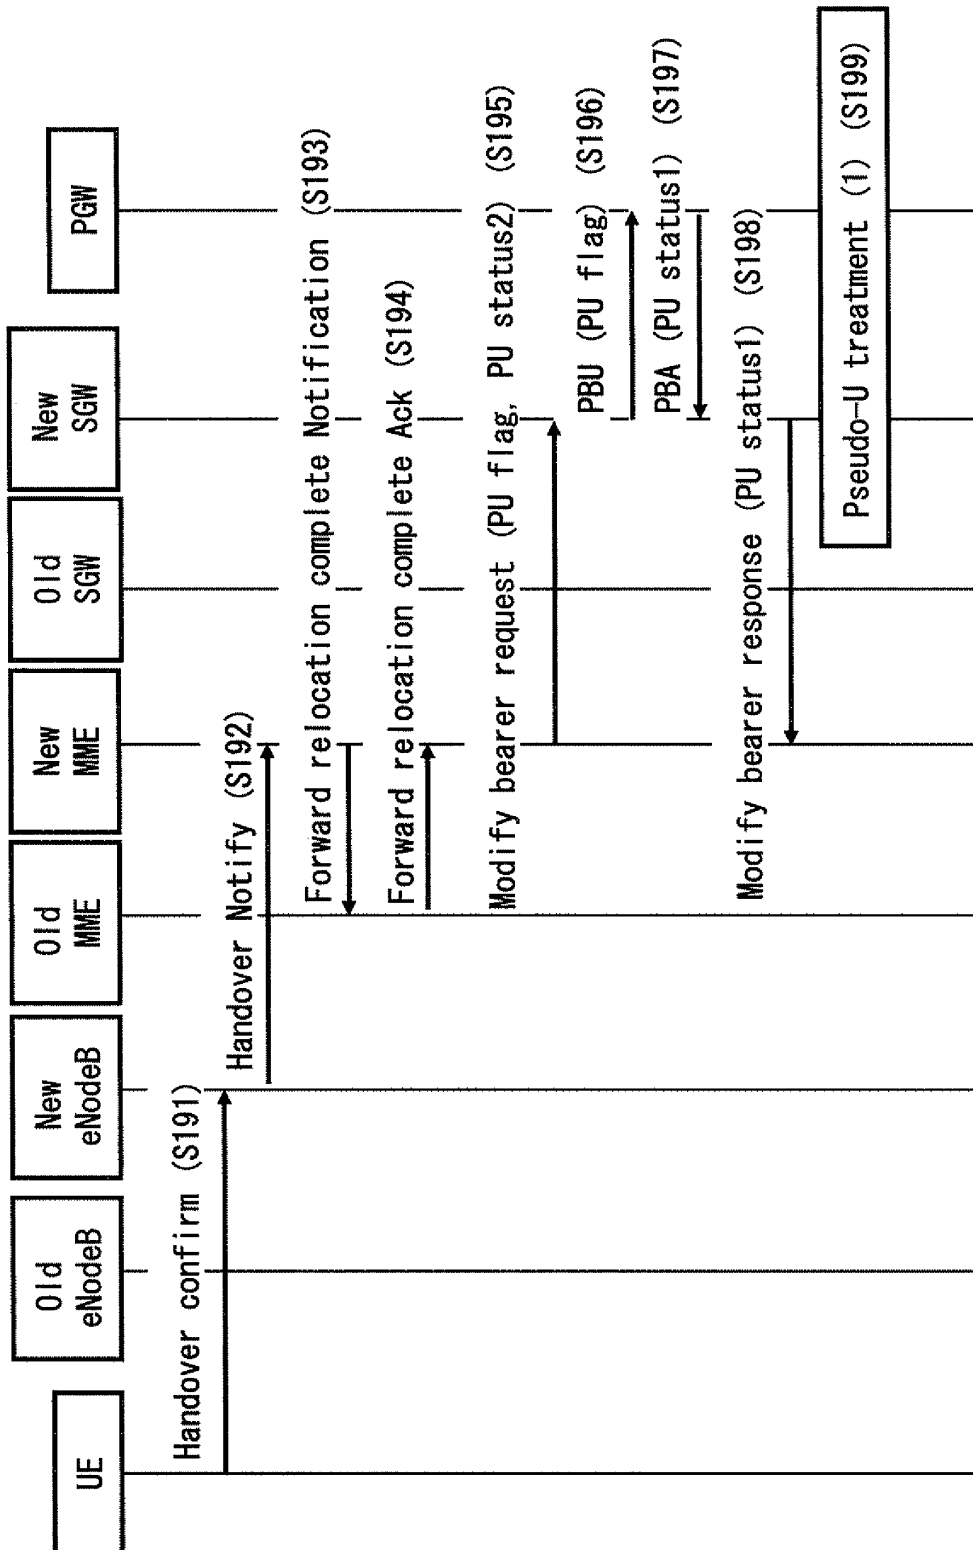 UE
Old
eNodeB
New
eNodeB
Old
MME
New
MME
Old
SGW
New
SGW
PGW
Handover confirm (S191)
Handover Notify (S192)
Forward relocation complete Notification (S193)
Forward relocation complete Ack (S194)
Modify bearer request (PU flag, PU status2) (S195)
PBU (PU flag) (S196)
PBA (PU status1) (S197)
Modify bearer response (PU status1) (S198)
Pseudo-U treatment (1) (S199)